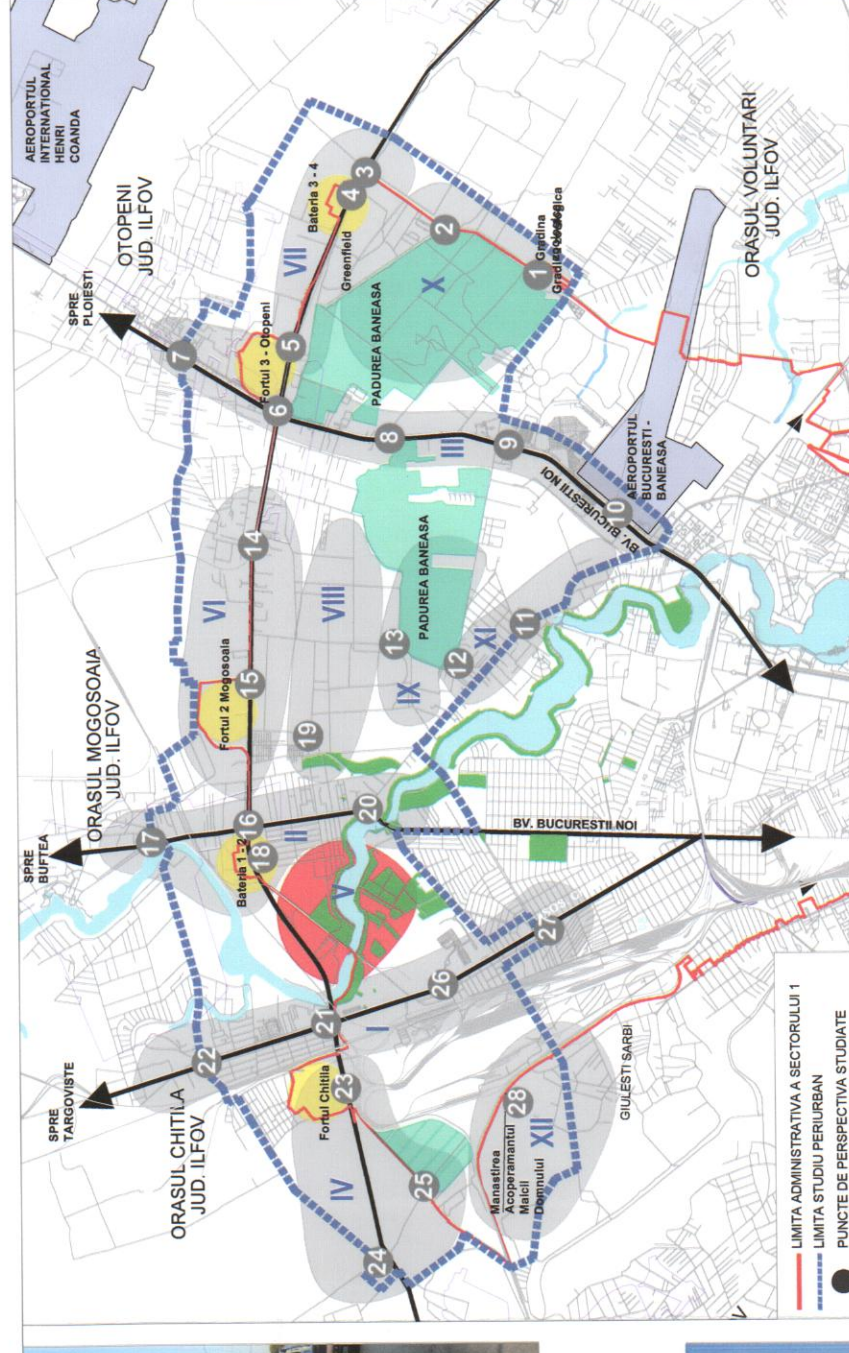 AEROPORTUL
INTERNATIONAL
HENRI
COANDA
OTOPENI
JUD. ILFOV
SPRE
PLOIESTI
ORASUL VOLUNTARI
JUD. ILFOV
Bateria 3 - 4
Greenfield
Gradina
Zoologica
VII
X
1
2
3
4
5
6
7
Fortul 3 - Otopeni
PADUREA BANEASA
8
III
9
10
AEROPORTUL
BUCURESTI -
BANEASA
BV. BUCURESTII NOI
14
VI
VIII
PADUREA BANEASA
13
IX
12
XI
11
15
Fortul 2 Mogosoaia
19
ORASUL MOGOSOAIA
JUD. ILFOV
SPRE
BUFTEA
17
16
II
20
18
Bateria 1 - 2
BV. BUCURESTII NOI
V
27
26
21
I
22
SPRE
TARGOVISTE
ORASUL CHITILA
JUD. ILFOV
Fortul Chitila
23
IV
25
24
Manastirea
Acoperamantul
Maicii
Domnului
28
XII
GIULESTI SARBI
LIMITA ADMINISTRATIVA A SECTORULUI 1
LIMITA STUDIU PERIURBAN
PUNCTE DE PERSPECTIVA STUDIATE